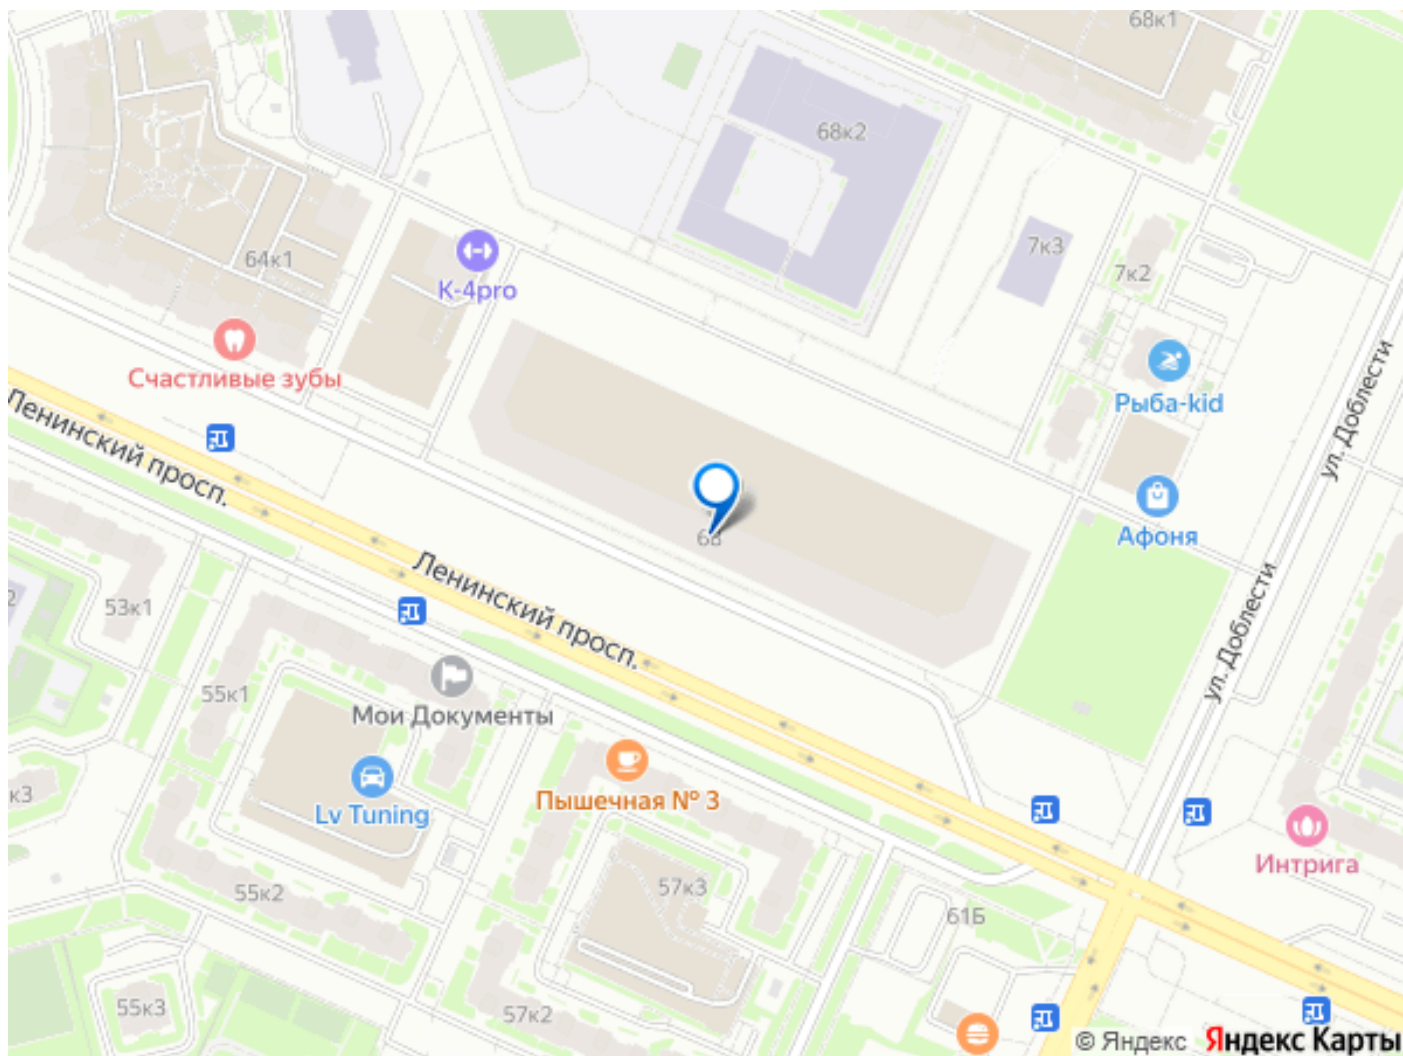 68к1
68к2
7к3
7к2
64к1
K-4pro
Счастливые зубы
Рыба-kid
ул. Доблести
Ленинский просп.
Афоня
Ленинский просп.
ул. Доблести
53к1
55к1
Мои Документы
Пышечная № 3
Lv Tuning
к3
Интрига
57к3
55к2
61Б
55к3
57к2
© Яндекс Яндекс Карты